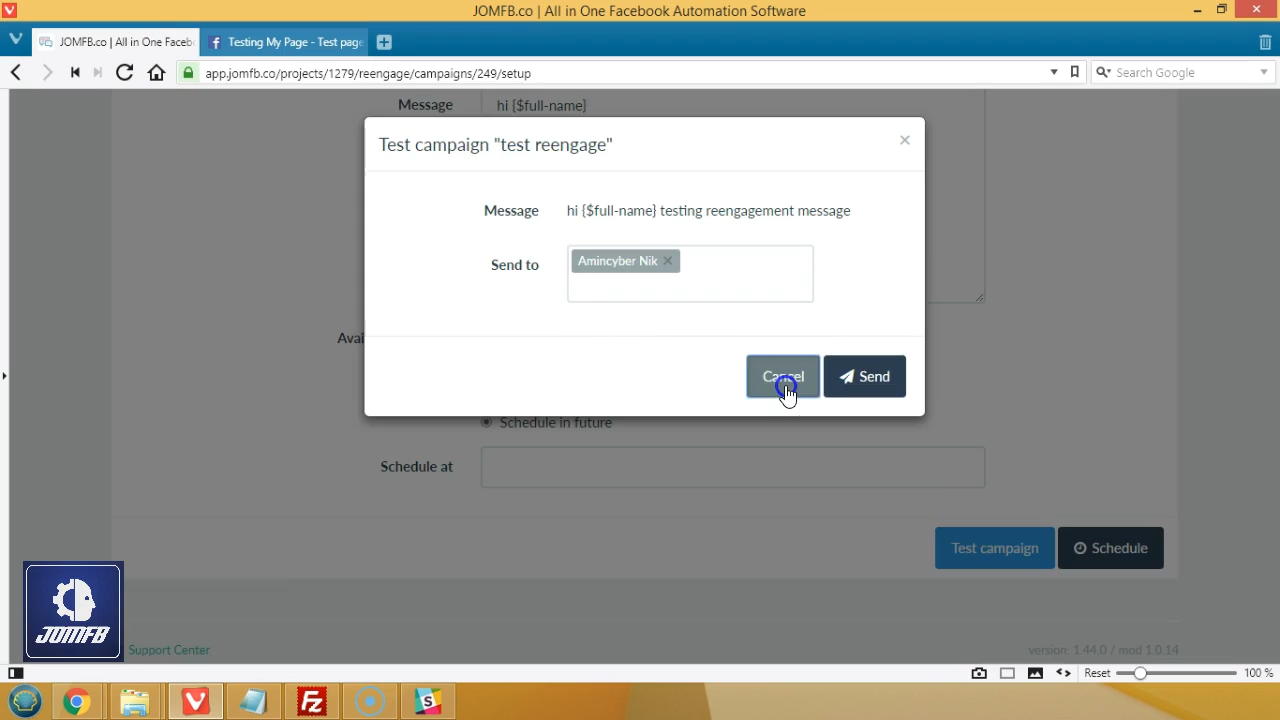 JOMFB.co | All in One Facebook Automation Software
JOMFB.co | All in One Faceb
Testing My Page - Test page
app.jomfb.co/projects/1279/reengage/campaigns/249/setup
Search Google
Message
hi {$full-name}
Test campaign "test reengage"
×
Message
hi {$full-name} testing reengagement message
Send to
Amincyber Nik ×
Avai
Cancel
Send
Schedule in future
Schedule at
Test campaign
Schedule
JOMFB
Support Center
version: 1.44.0 / mod 1.0.14
Reset
100 %